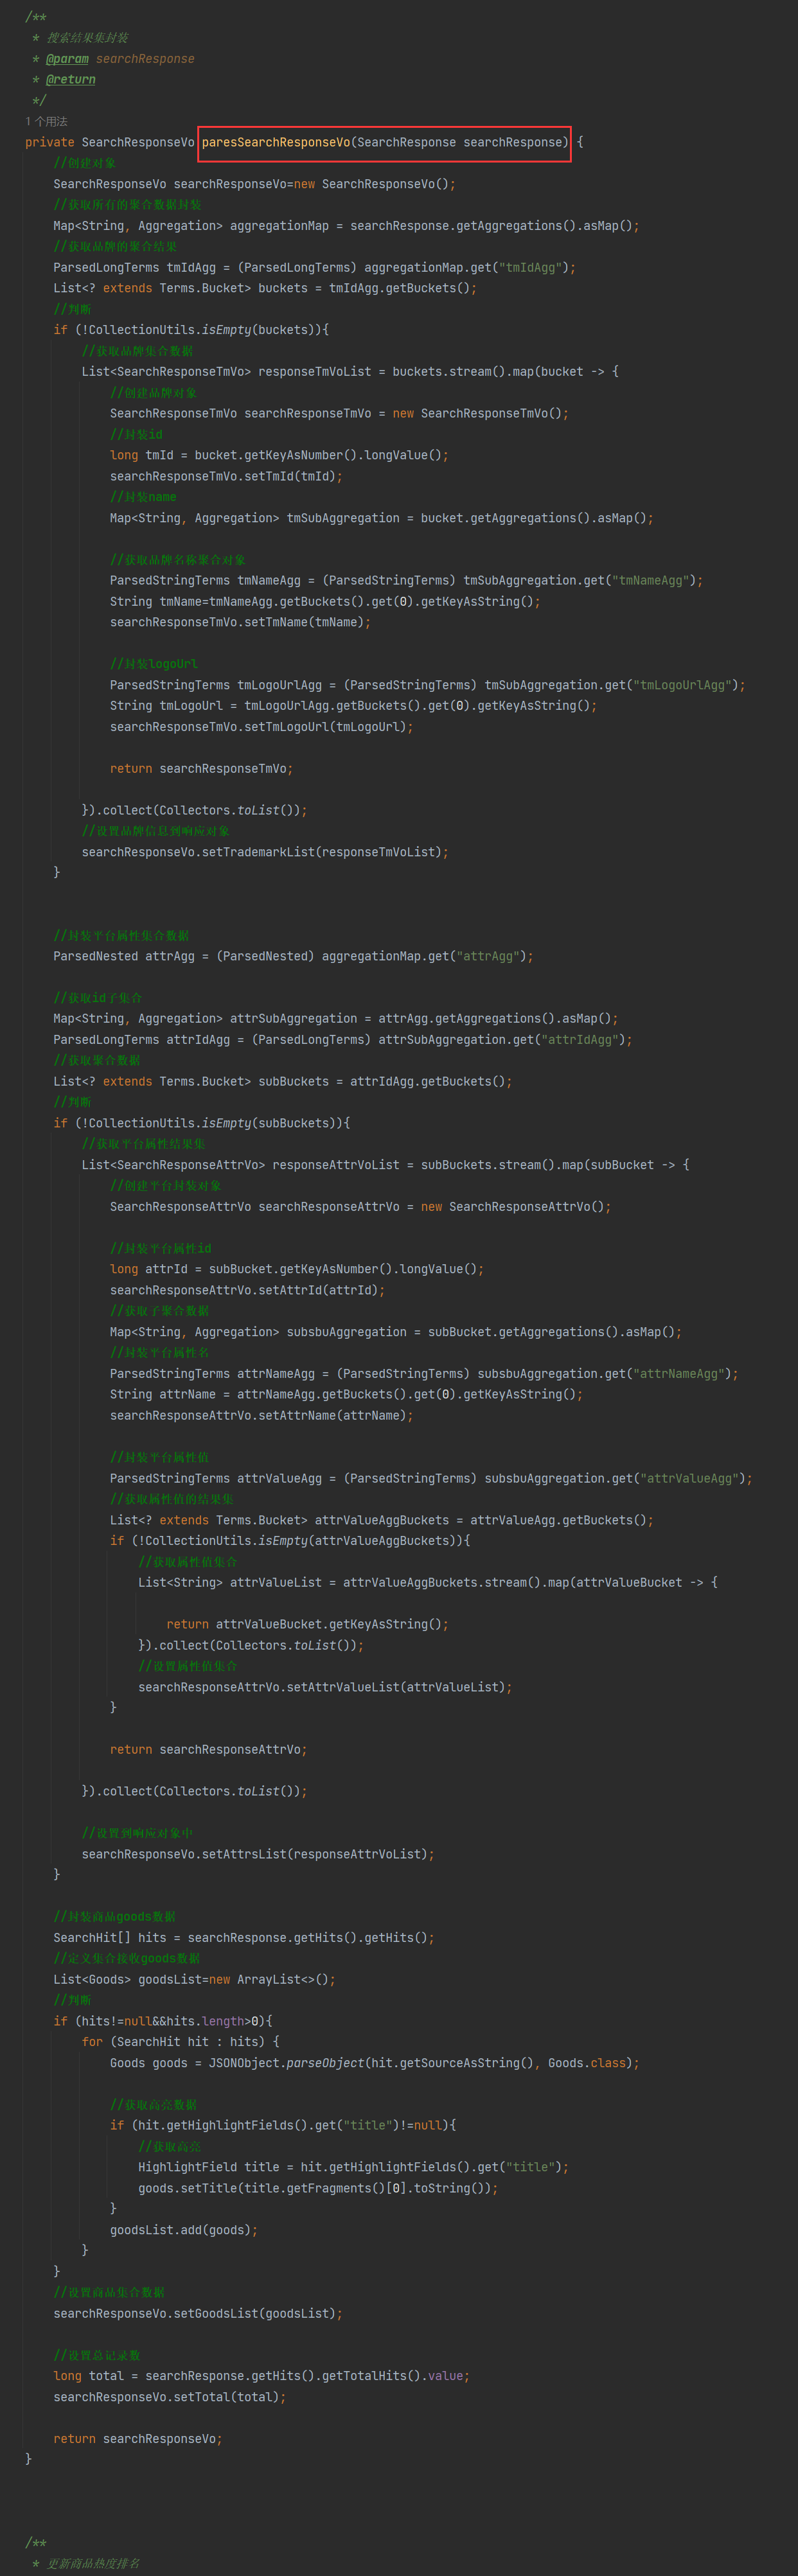 /**
 * 搜索结果集封装
 * @param searchResponse
 * @return
 */
1 个用法
private SearchResponseVo paresSearchResponseVo(SearchResponse searchResponse) {
    //创建对象
    SearchResponseVo searchResponseVo=new SearchResponseVo();
    //获取所有的聚合数据封装
    Map<String, Aggregation> aggregationMap = searchResponse.getAggregations().asMap();
    //获取品牌的聚合结果
    ParsedLongTerms tmIdAgg = (ParsedLongTerms) aggregationMap.get("tmIdAgg");
    List<? extends Terms.Bucket> buckets = tmIdAgg.getBuckets();
    //判断
    if (!CollectionUtils.isEmpty(buckets)){
        //获取品牌集合数据
        List<SearchResponseTmVo> responseTmVoList = buckets.stream().map(bucket -> {
            //创建品牌对象
            SearchResponseTmVo searchResponseTmVo = new SearchResponseTmVo();
            //封装id
            long tmId = bucket.getKeyAsNumber().longValue();
            searchResponseTmVo.setTmId(tmId);
            //封装name
            Map<String, Aggregation> tmSubAggregation = bucket.getAggregations().asMap();

            //获取品牌名称聚合对象
            ParsedStringTerms tmNameAgg = (ParsedStringTerms) tmSubAggregation.get("tmNameAgg");
            String tmName=tmNameAgg.getBuckets().get(0).getKeyAsString();
            searchResponseTmVo.setTmName(tmName);

            //封装logoUrl
            ParsedStringTerms tmLogoUrlAgg = (ParsedStringTerms) tmSubAggregation.get("tmLogoUrlAgg");
            String tmLogoUrl = tmLogoUrlAgg.getBuckets().get(0).getKeyAsString();
            searchResponseTmVo.setTmLogoUrl(tmLogoUrl);

            return searchResponseTmVo;

        }).collect(Collectors.toList());
        //设置品牌信息到响应对象
        searchResponseVo.setTrademarkList(responseTmVoList);
    }

    //封装平台属性集合数据
    ParsedNested attrAgg = (ParsedNested) aggregationMap.get("attrAgg");

    //获取id子集合
    Map<String, Aggregation> attrSubAggregation = attrAgg.getAggregations().asMap();
    ParsedLongTerms attrIdAgg = (ParsedLongTerms) attrSubAggregation.get("attrIdAgg");
    //获取聚合数据
    List<? extends Terms.Bucket> subBuckets = attrIdAgg.getBuckets();
    //判断
    if (!CollectionUtils.isEmpty(subBuckets)){
        //获取平台属性结果集
        List<SearchResponseAttrVo> responseAttrVoList = subBuckets.stream().map(subBucket -> {
            //创建平台封装对象
            SearchResponseAttrVo searchResponseAttrVo = new SearchResponseAttrVo();

            //封装平台属性id
            long attrId = subBucket.getKeyAsNumber().longValue();
            searchResponseAttrVo.setAttrId(attrId);
            //获取子聚合数据
            Map<String, Aggregation> subsbuAggregation = subBucket.getAggregations().asMap();
            //封装平台属性名
            ParsedStringTerms attrNameAgg = (ParsedStringTerms) subsbuAggregation.get("attrNameAgg");
            String attrName = attrNameAgg.getBuckets().get(0).getKeyAsString();
            searchResponseAttrVo.setAttrName(attrName);

            //封装平台属性值
            ParsedStringTerms attrValueAgg = (ParsedStringTerms) subsbuAggregation.get("attrValueAgg");
            //获取属性值的结果集
            List<? extends Terms.Bucket> attrValueAggBuckets = attrValueAgg.getBuckets();
            if (!CollectionUtils.isEmpty(attrValueAggBuckets)){
                //获取属性值集合
                List<String> attrValueList = attrValueAggBuckets.stream().map(attrValueBucket -> {

                    return attrValueBucket.getKeyAsString();
                }).collect(Collectors.toList());
                //设置属性值集合
                searchResponseAttrVo.setAttrValueList(attrValueList);
            }

            return searchResponseAttrVo;

        }).collect(Collectors.toList());

        //设置到响应对象中
        searchResponseVo.setAttrsList(responseAttrVoList);
    }

    //封装商品goods数据
    SearchHit[] hits = searchResponse.getHits().getHits();
    //定义集合接收goods数据
    List<Goods> goodsList=new ArrayList<>();
    //判断
    if (hits!=null&&hits.length>0){
        for (SearchHit hit : hits) {
            Goods goods = JSONObject.parseObject(hit.getSourceAsString(), Goods.class);

            //获取高亮数据
            if (hit.getHighlightFields().get("title")!=null){
                //获取高亮
                HighlightField title = hit.getHighlightFields().get("title");
                goods.setTitle(title.getFragments()[0].toString());
            }
            goodsList.add(goods);
        }
    }
    //设置商品集合数据
    searchResponseVo.setGoodsList(goodsList);

    //设置总记录数
    long total = searchResponse.getHits().getTotalHits().value;
    searchResponseVo.setTotal(total);

    return searchResponseVo;
}

/**
 * 更新商品热度排名